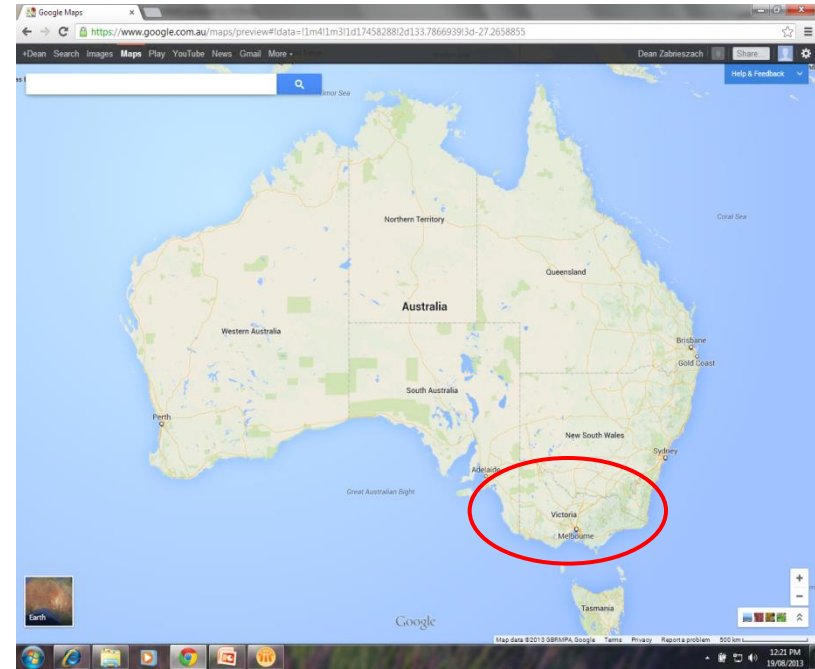 Google Maps
https://www.google.com.au/maps/preview#!data=!1m4!1m3!1d17458288!2d133.7866939!3d-27.2658855
+Dean Search Images Maps Play YouTube News Gmail More
Dean Zabrieszach
Share
Help & Feedback
imor Sea
Northern Territory
Coral Sea
Queensland
Australia
Western Australia
Brisbane
Gold Coast
South Australia
Perth
New South Wales
Sydney
Adelaide
Great Australian Bight
Victoria
Melbourne
Earth
Google
Tasmania
Map data ©2013 GBRMPA, Google Terms Privacy Report a problem 500 km
12:21 PM
19/08/2013